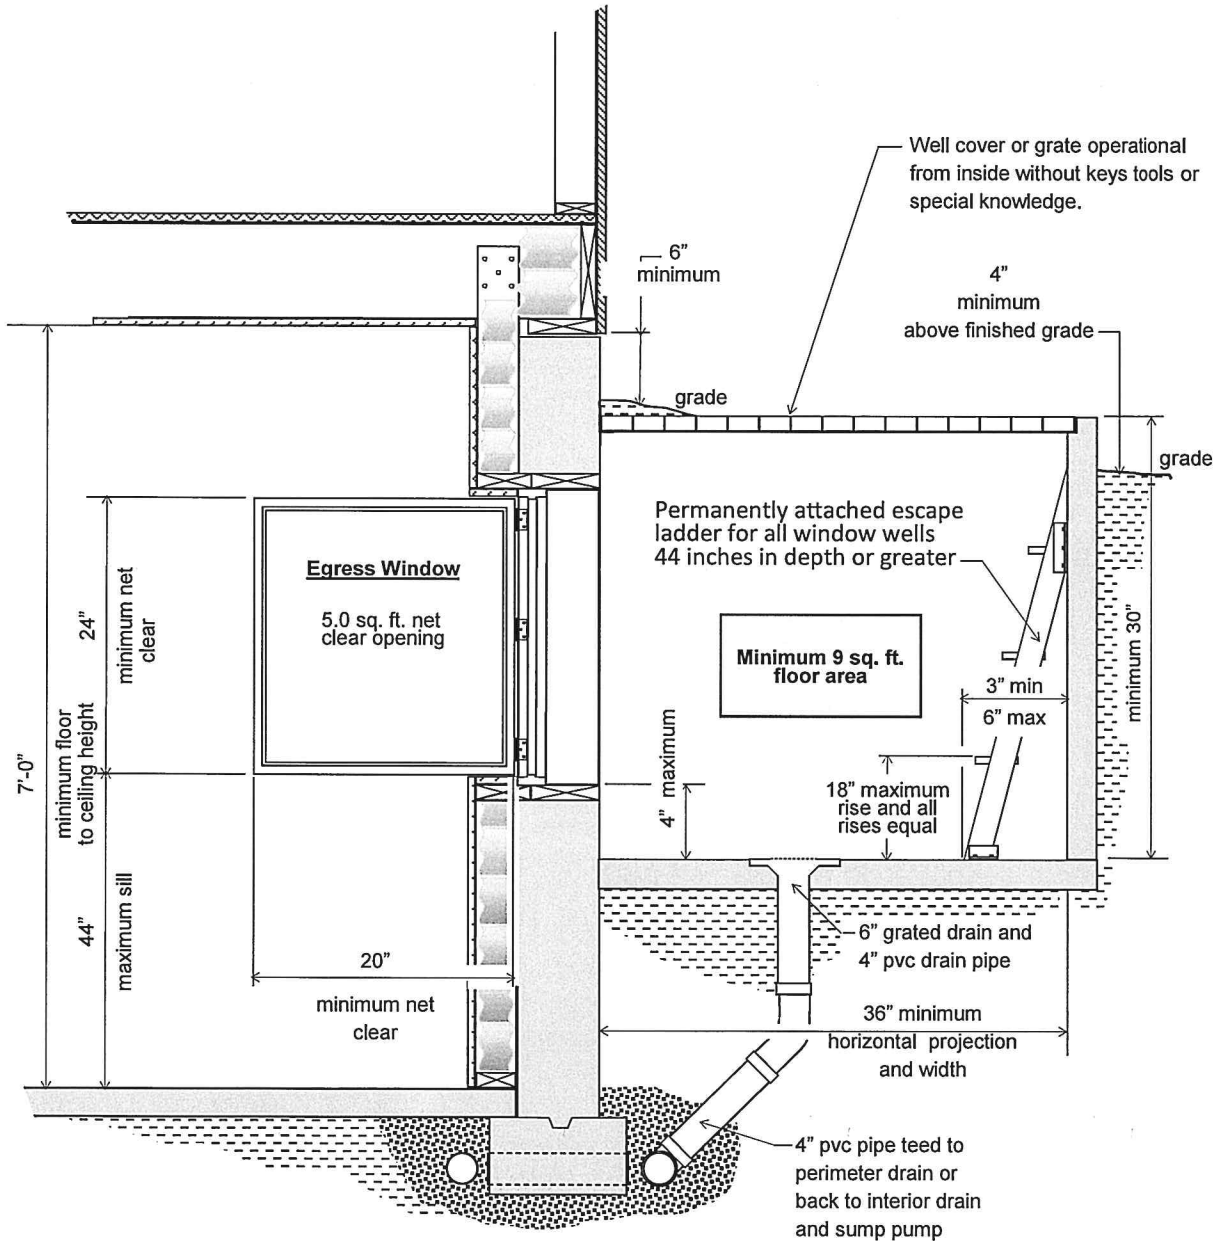 Well cover or grate operational
from inside without keys tools or
special knowledge.
6”
minimum
4”
minimum
above finished grade
grade
grade
Permanently attached escape
ladder for all window wells
44 inches in depth or greater
Egress Window
5.0 sq. ft. net
clear opening
24”
minimum net
clear
7’-0”
minimum floor
to ceiling height
Minimum 9 sq. ft.
floor area
minimum 30”
3” min
6” max
4” maximum
18” maximum
rise and all
rises equal
44”
maximum sill
20”
minimum net
clear
6” grated drain and
4” pvc drain pipe
36” minimum
horizontal projection
and width
4” pvc pipe teed to
perimeter drain or
back to interior drain
and sump pump